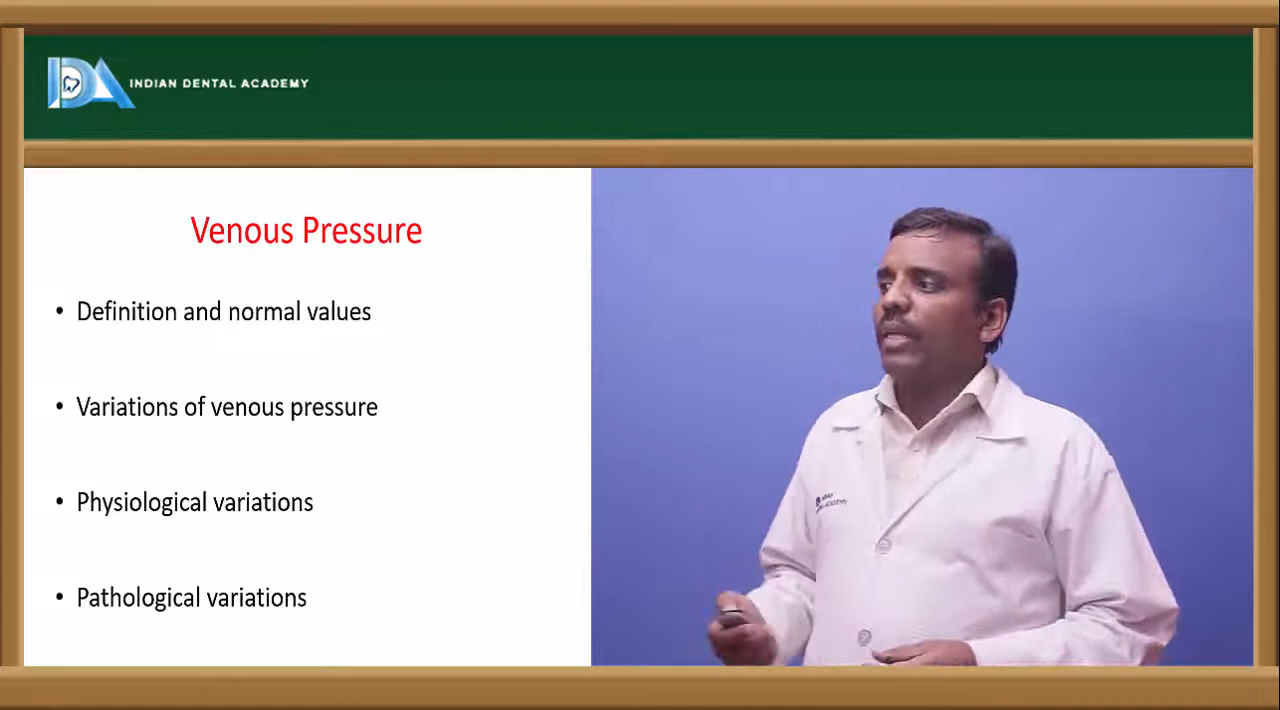 INDIAN DENTAL ACADEMY
Venous Pressure
• Definition and normal values
• Variations of venous pressure
• Physiological variations
• Pathological variations